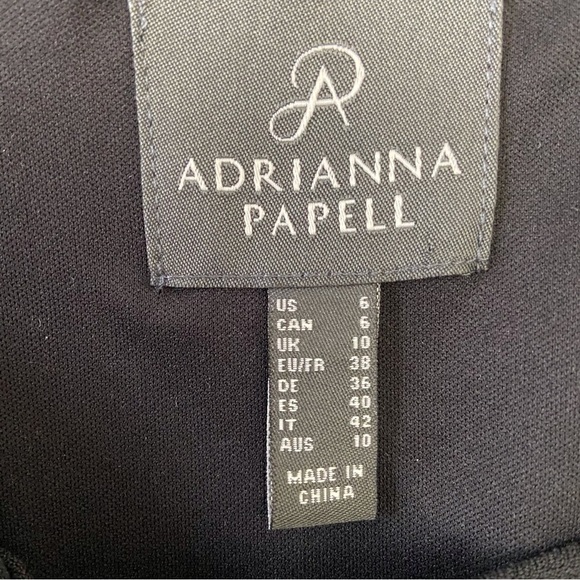 AP
ADRIANNA
PAPELL
US 6
CAN 6
UK 10
EU/FR 38
DE 36
ES 40
IT 42
AUS 10
MADE IN
CHINA